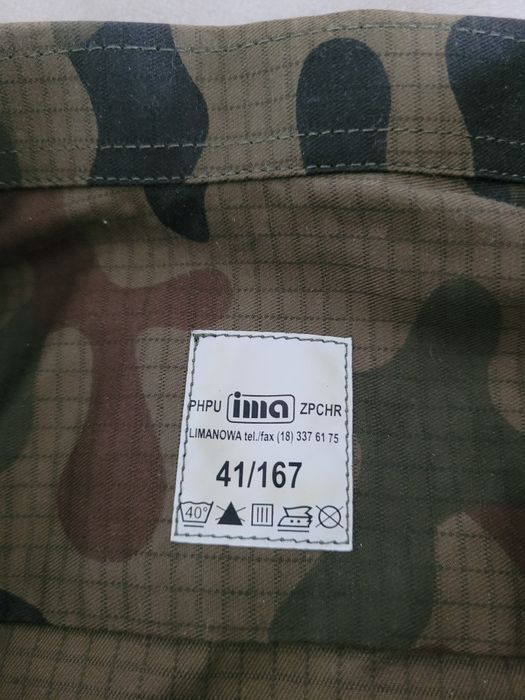 PHPU ima ZPCHR
LIMANOWA tel./fax (18) 337 61 75
41/167
40°